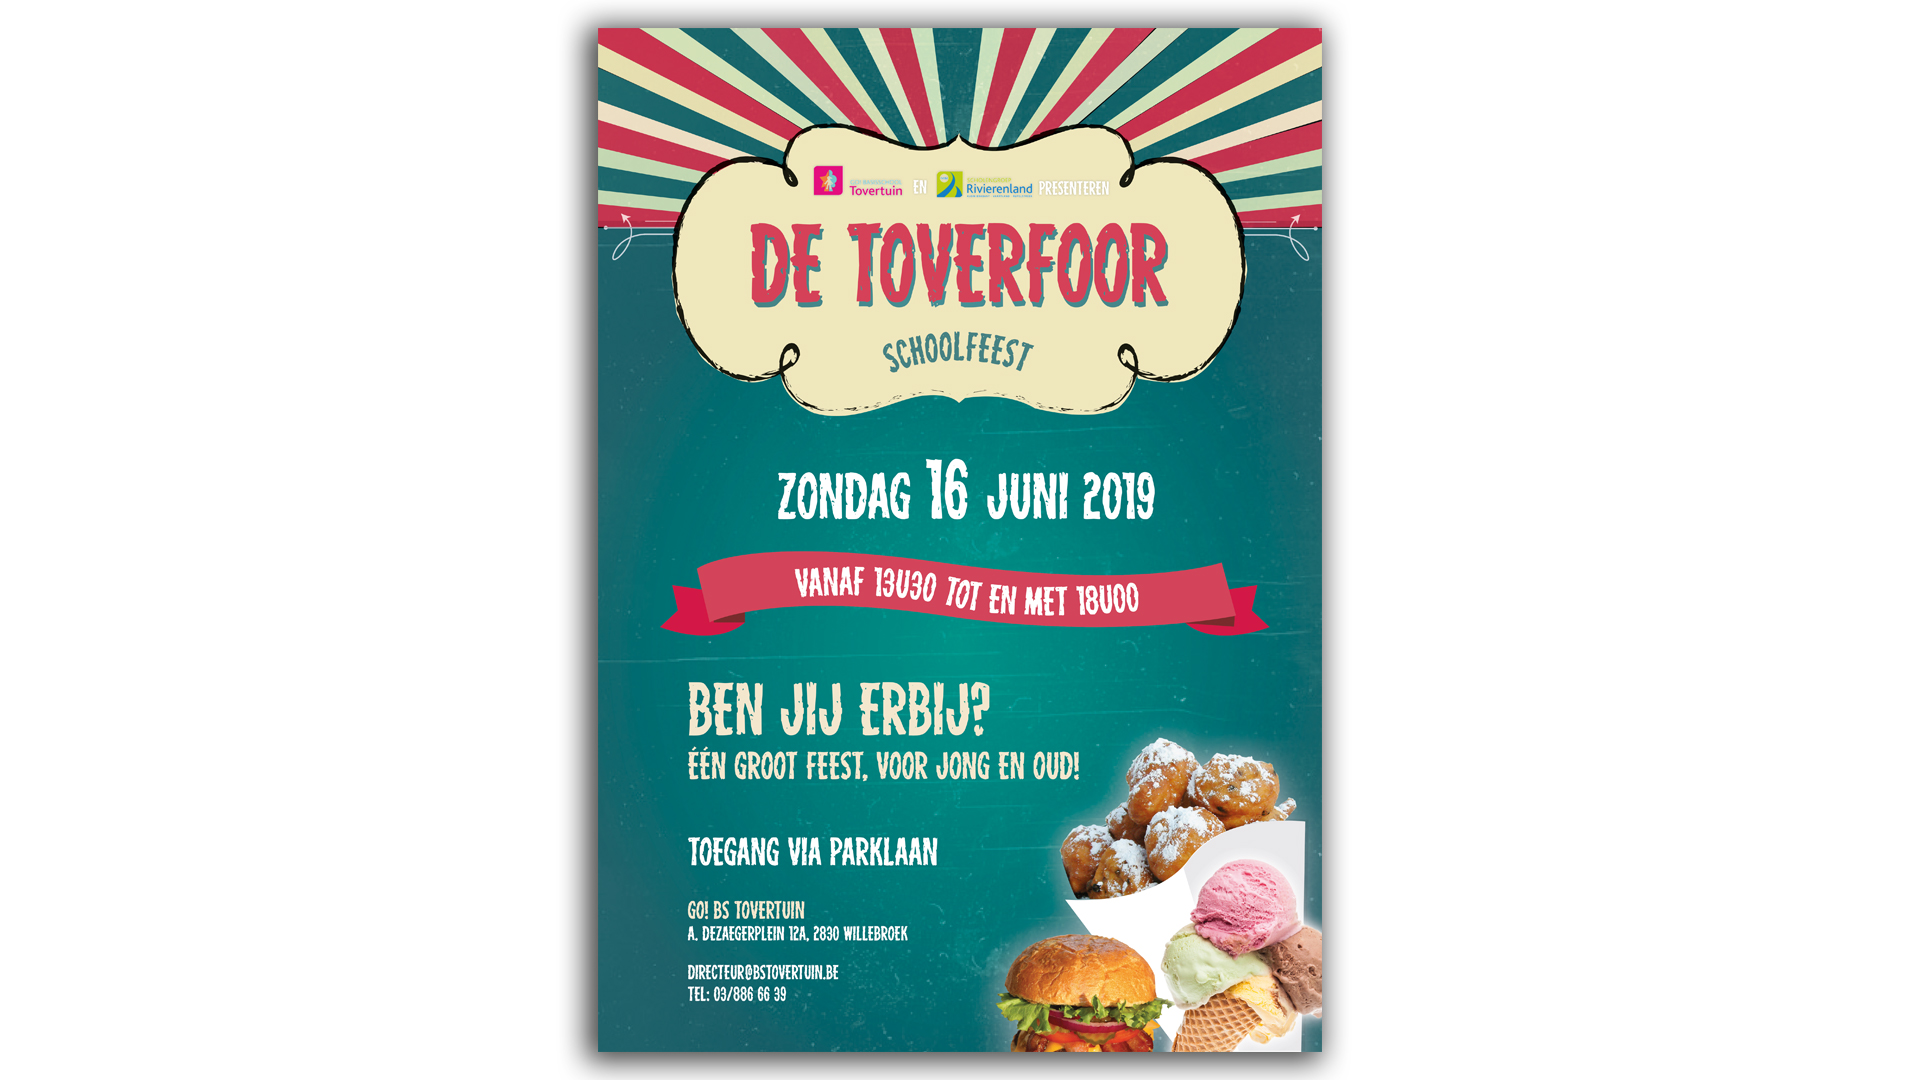 Tovertuin EN Rivierenland PRESENTEREN
DE TOVERFOOR
SCHOOLFEEST
ZONDAG 16 JUNI 2019
VANAF 13U30 TOT EN MET 18U00
BEN JIJ ERBIJ?
ÉÉN GROOT FEEST, VOOR JONG EN OUD!
TOEGANG VIA PARKLAAN
GO! BS TOVERTUIN
A. DEZAEGERPLEIN 12A, 2830 WILLEBROEK
DIRECTEUR@BSTOVERTUIN.BE
TEL: 03/886 66 39